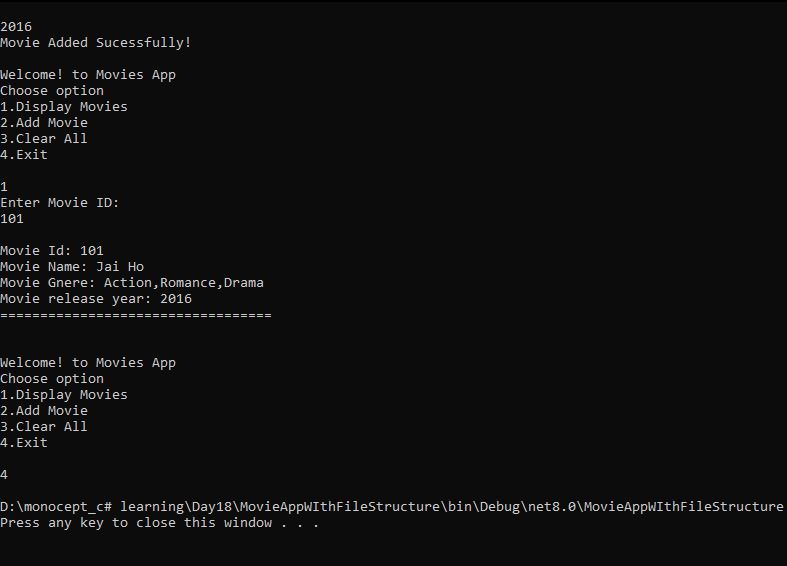 2016
Movie Added Sucessfully!
Welcome! to Movies App
Choose option
1.Display Movies
2.Add Movie
3.Clear All
4.Exit
1
Enter Movie ID:
101
Movie Id: 101
Movie Name: Jai Ho
Movie Gnere: Action,Romance,Drama
Movie release year: 2016
==================================
Welcome! to Movies App
Choose option
1.Display Movies
2.Add Movie
3.Clear All
4.Exit
4
D:\monocept_c# learning\Day18\MovieAppWIthFileStructure\bin\Debug\net8.0\MovieAppWIthFileStructure
Press any key to close this window . . .